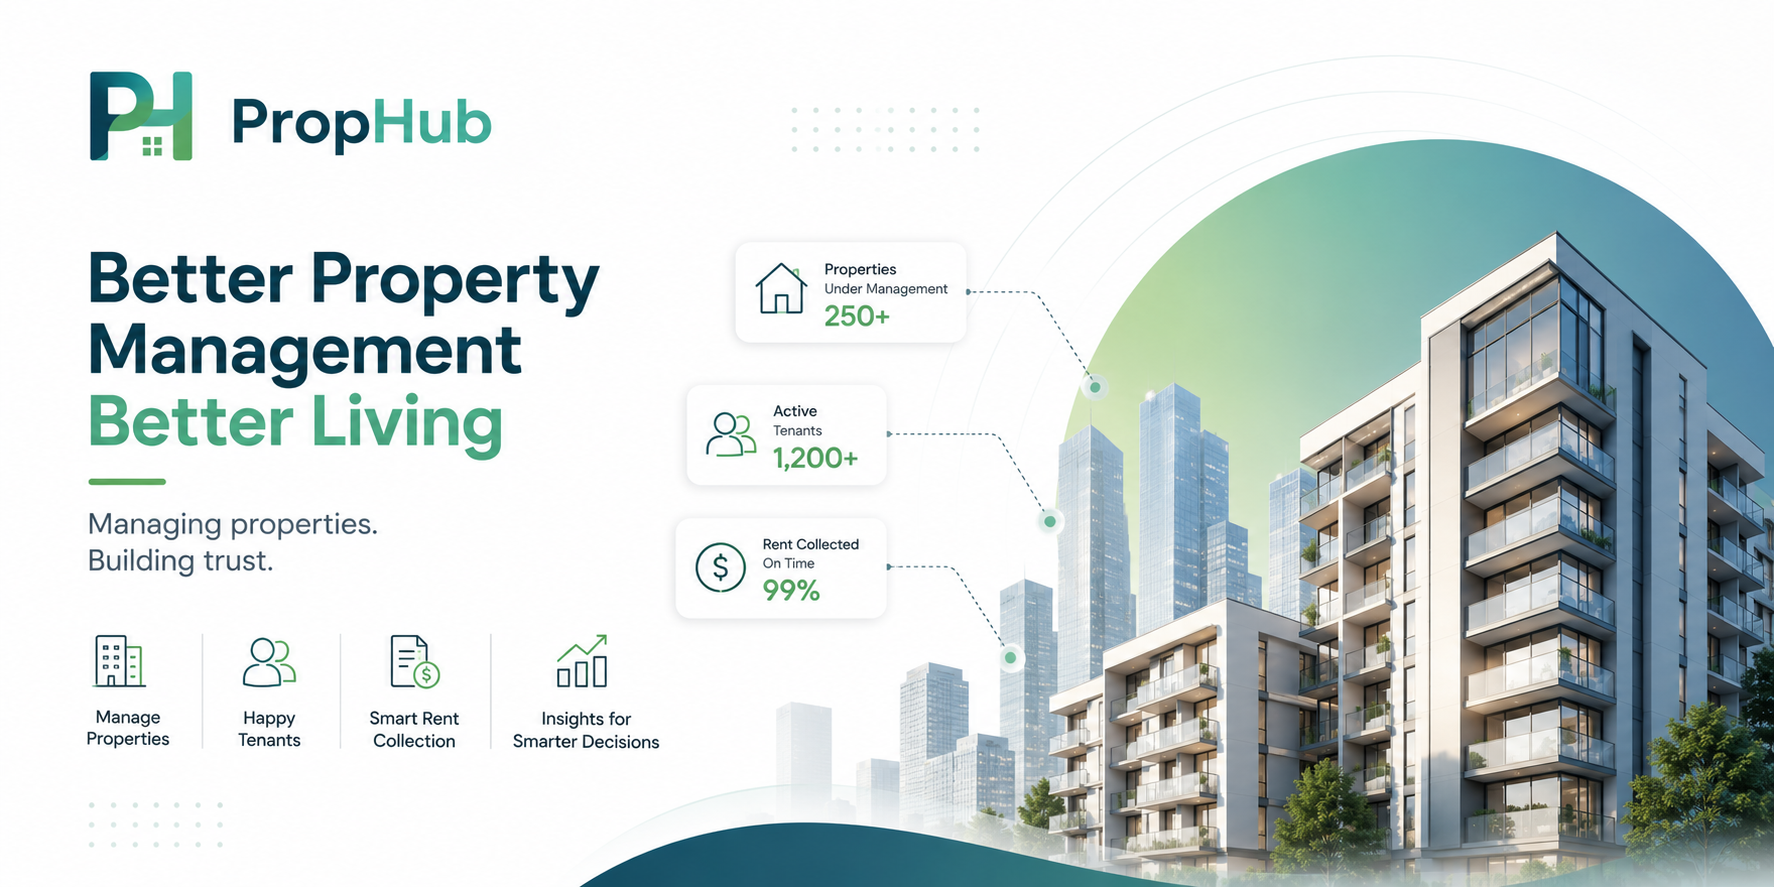 PH
PropHub
Better Property
Management
Better Living
Managing properties.
Building trust.
Manage
Properties
Happy
Tenants
Smart Rent
Collection
Insights for
Smarter Decisions
Properties
Under Management
250+
Active
Tenants
1,200+
$
Rent Collected
On Time
99%
$